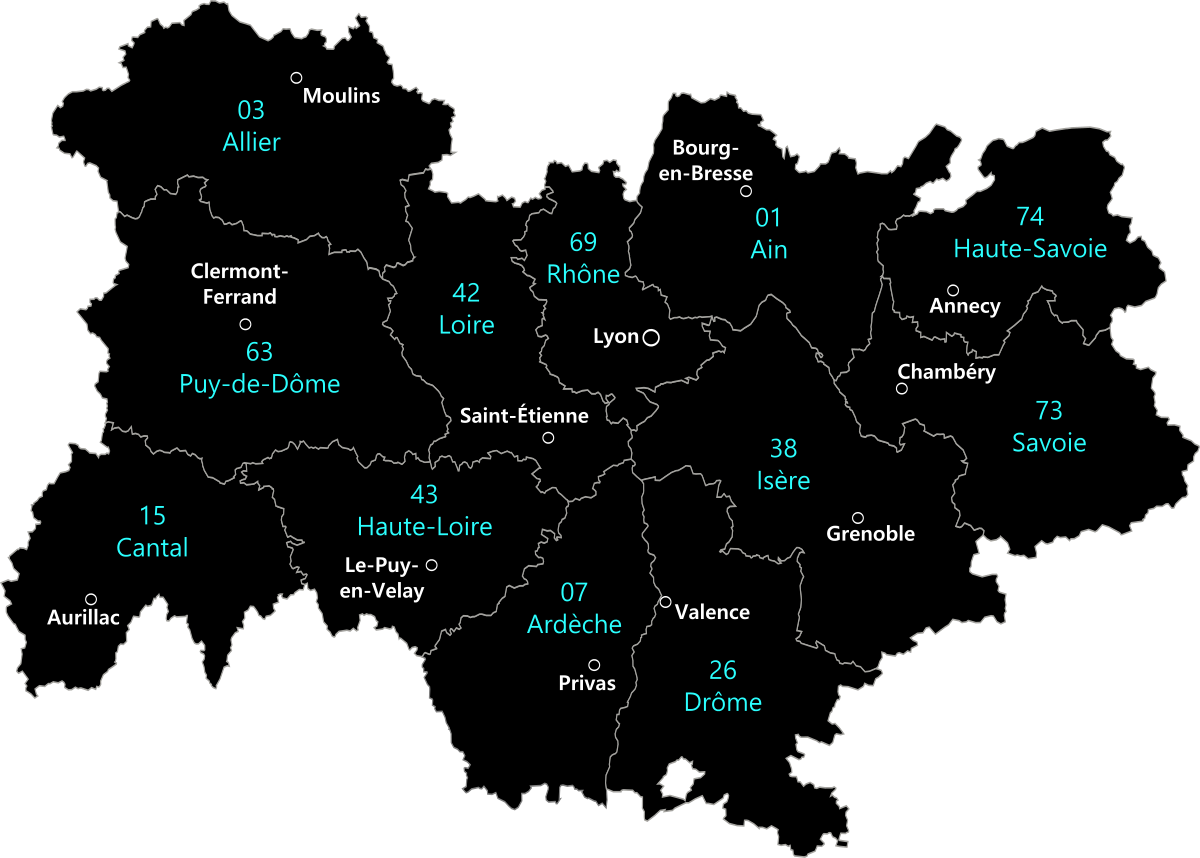 Moulins
03
Allier
Bourg-
en-Bresse
01
Ain
74
Haute-Savoie
Annecy
69
Rhône
Lyon
42
Loire
Saint-Étienne
Clermont-
Ferrand
63
Puy-de-Dôme
Chambéry
73
Savoie
38
Isère
Grenoble
43
Haute-Loire
Le-Puy-
en-Velay
15
Cantal
Aurillac
07
Ardèche
Privas
Valence
26
Drôme